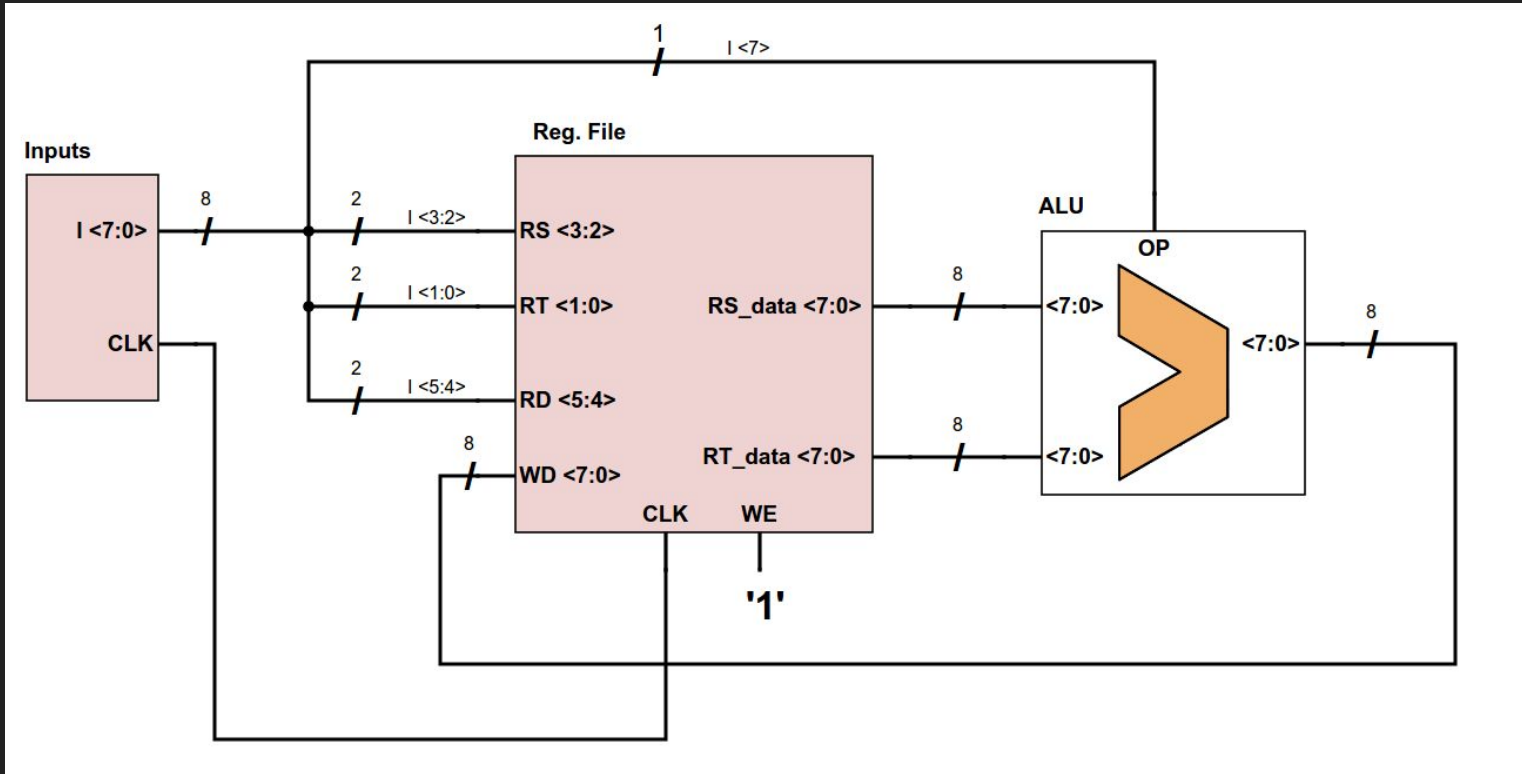 1
I <7>
Reg. File
Inputs
8
2
I <3:2>
I <7:0>
RS <3:2>
ALU
OP
2
I <1:0>
RT <1:0>
RS_data <7:0>
8
<7:0>
CLK
<7:0>
8
2
I <5:4>
RD <5:4>
8
WD <7:0>
RT_data <7:0>
8
<7:0>
CLK
WE
'1'